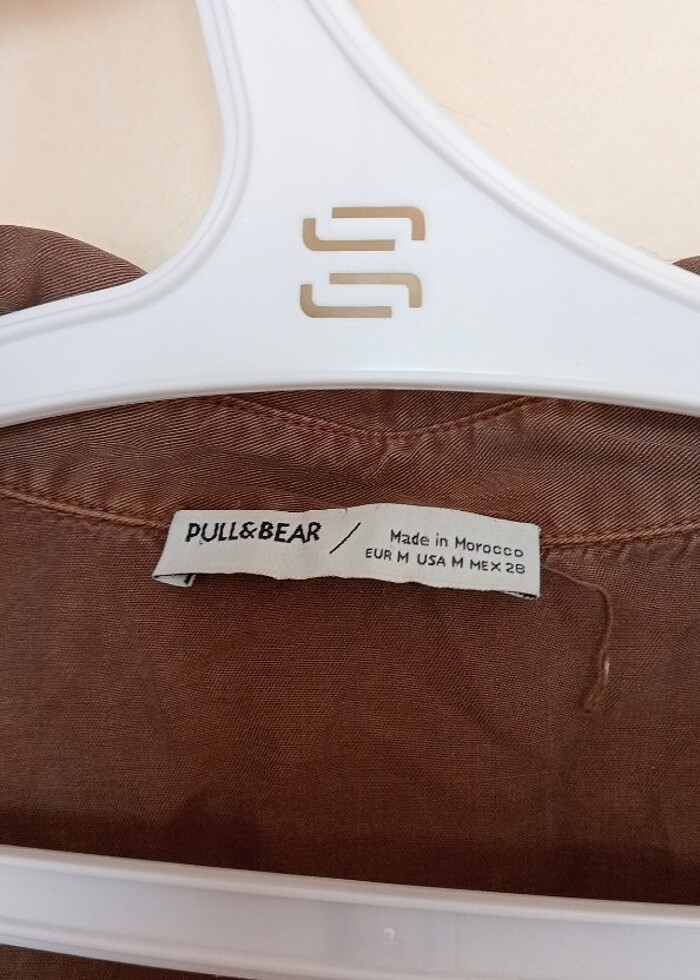 PULL&BEAR / Made in Morocco
EUR M USA M MEX 28